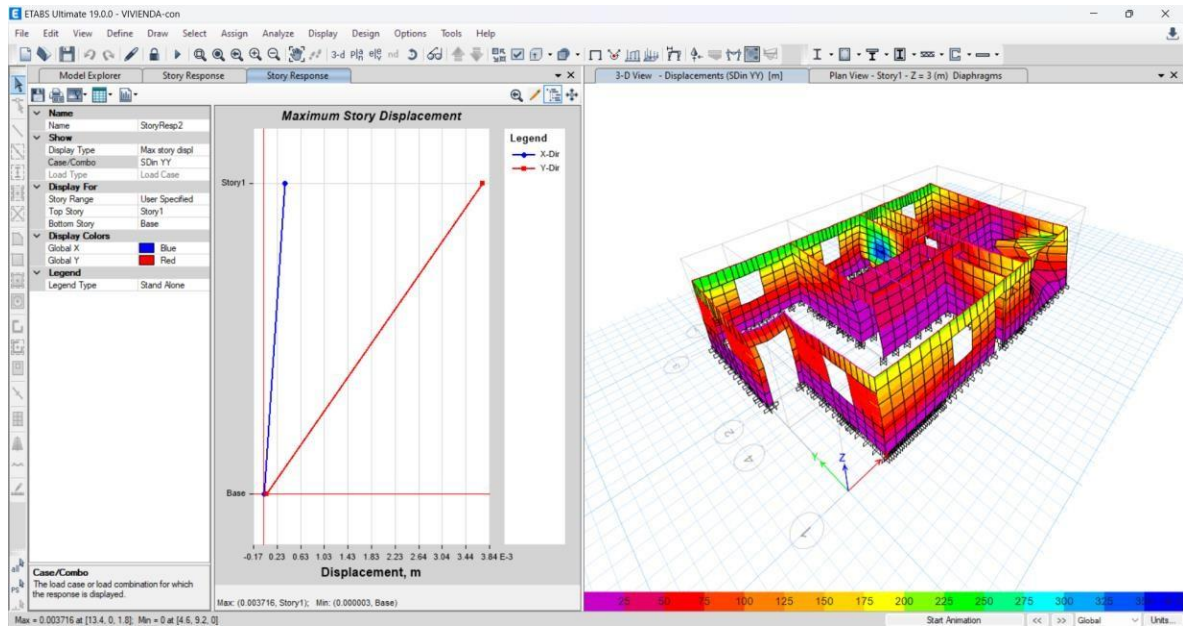 ETABS Ultimate 19.0.0 - VIVIENDA-con
File Edit View Define Draw Select Assign Analyze Display Design Options Tools Help
3-d nd
Model Explorer
Story Response
Story Response
Name
Name StoryResp2
Show
Display Type Max story displ
Case/Combo SDin YY
Load Type Load Case
Display For
Story Range User Specified
Top Story Story1
Bottom Story Base
Display Colors
Global X Blue
Global Y Red
Legend
Legend Type Stand Alone
Case/Combo
The load case or load combination for which
the response is displayed.
Maximum Story Displacement
Legend
X-Dir
Y-Dir
Story1
Base
-0.17 0.23 0.63 1.03 1.43 1.83 2.23 2.64 3.04 3.44 3.84 E-3
Displacement, m
Max: (0.003716, Story1); Min: (0.000003, Base)
3-D View - Displacements (SDin YY) [m]
Plan View - Story1 - Z = 3 (m) Diaphragms
Y
Z
25 50 75 100 125 150 175 200 225 250 275 300 325
Max = 0.003716 at [13.4, 0, 1.8]; Min = 0 at [4.6, 9.2, 0]
Start Animation << >> Global Units...